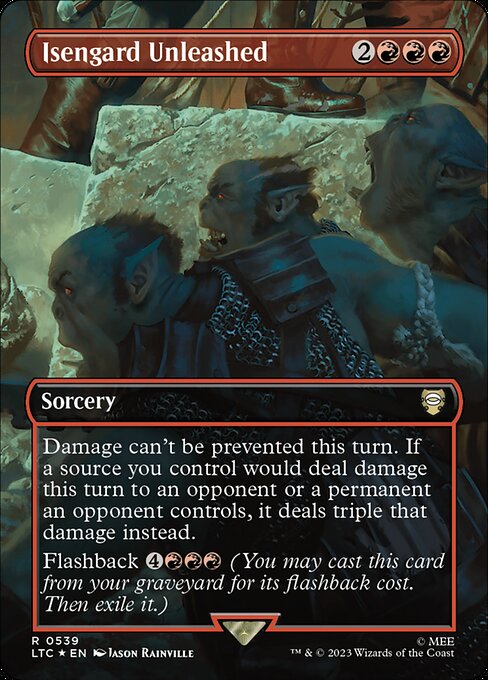 Isengard Unleashed 2
Sorcery
Damage can't be prevented this turn. If
a source you control would deal damage
this turn to an opponent or a permanent
an opponent controls, it deals triple that
damage instead.
Flashback 4 (You may cast this card
from your graveyard for its flashback cost.
Then exile it.)
R 0539
LTC ★ EN Jason Rainville
© MEE
™ & © 2023 Wizards of the Coast